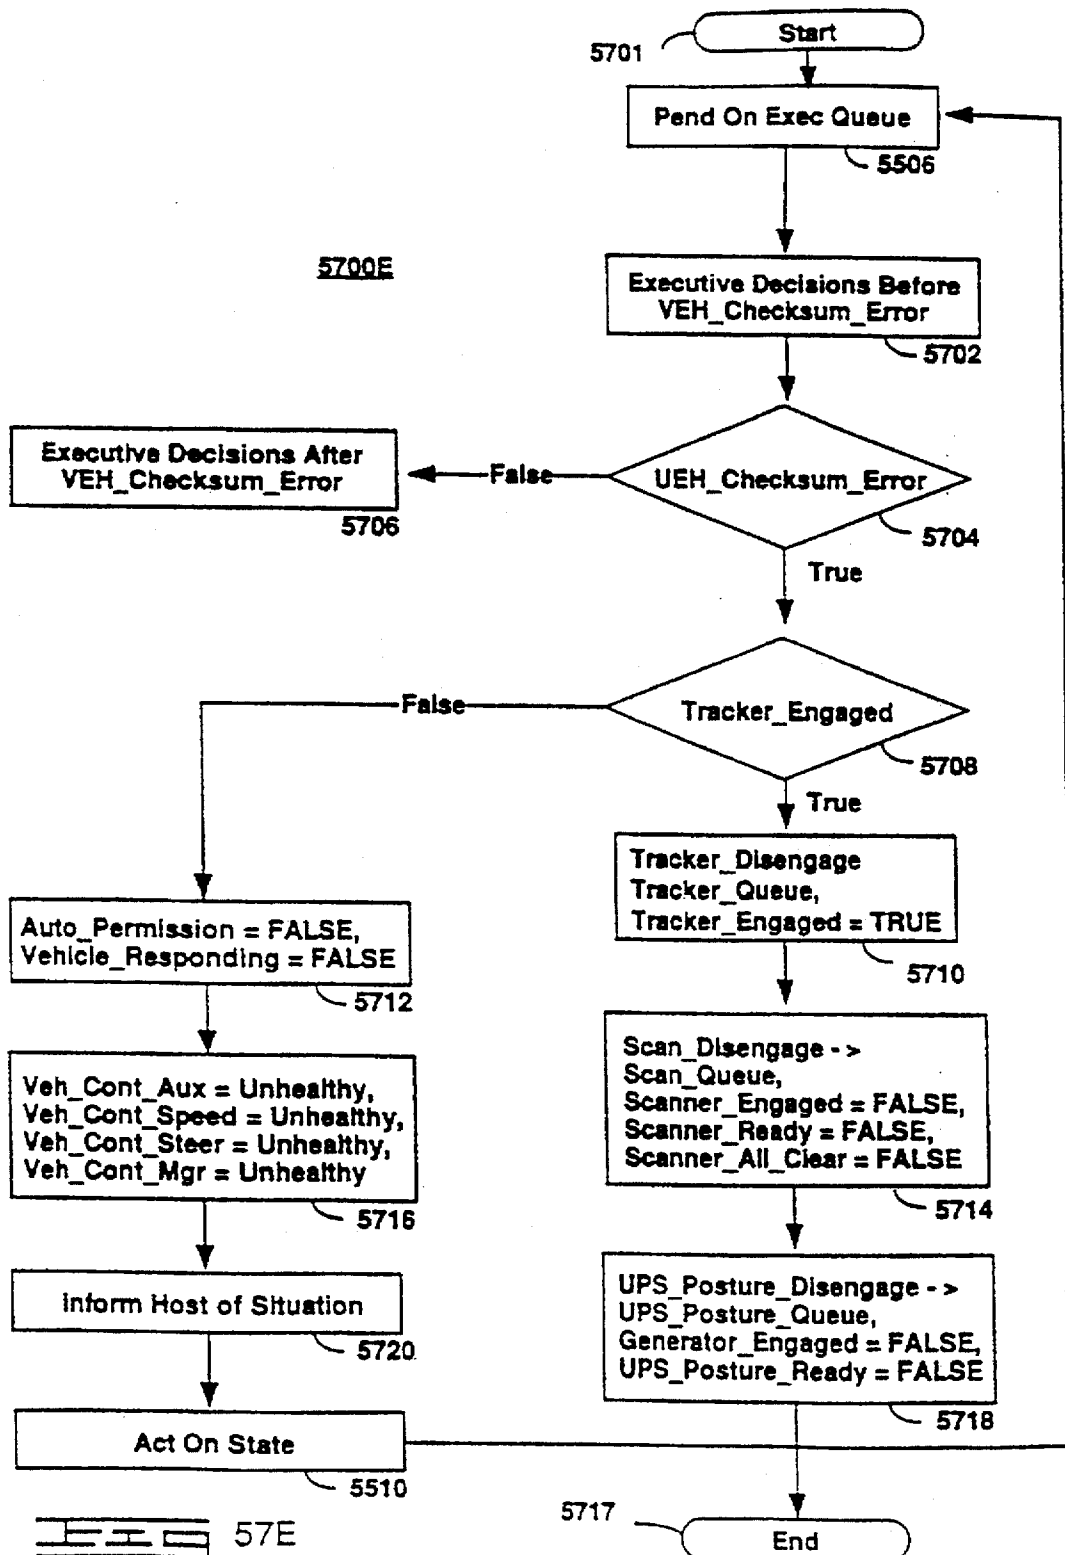 Start
5701
Pend On Exec Queue
5506
5700E
Executive Decisions Before
VEH_Checksum_Error
5702
Executive Decisions After
VEH_Checksum_Error
5706
False
UEH_Checksum_Error
5704
True
False
Tracker_Engaged
5708
True
Tracker_Disengage
Tracker_Queue,
Tracker_Engaged = TRUE
5710
Auto_Permission = FALSE,
Vehicle_Responding = FALSE
5712
Scan_Disengage - >
Scan_Queue,
Scanner_Engaged = FALSE,
Scanner_Ready = FALSE,
Scanner_All_Clear = FALSE
5714
Veh_Cont_Aux = Unhealthy,
Veh_Cont_Speed = Unhealthy,
Veh_Cont_Steer = Unhealthy,
Veh_Cont_Mgr = Unhealthy
5716
UPS_Posture_Disengage - >
UPS_Posture_Queue,
Generator_Engaged = FALSE,
UPS_Posture_Ready = FALSE
5718
Inform Host of Situation
5720
Act On State
5510
5717
End
57E